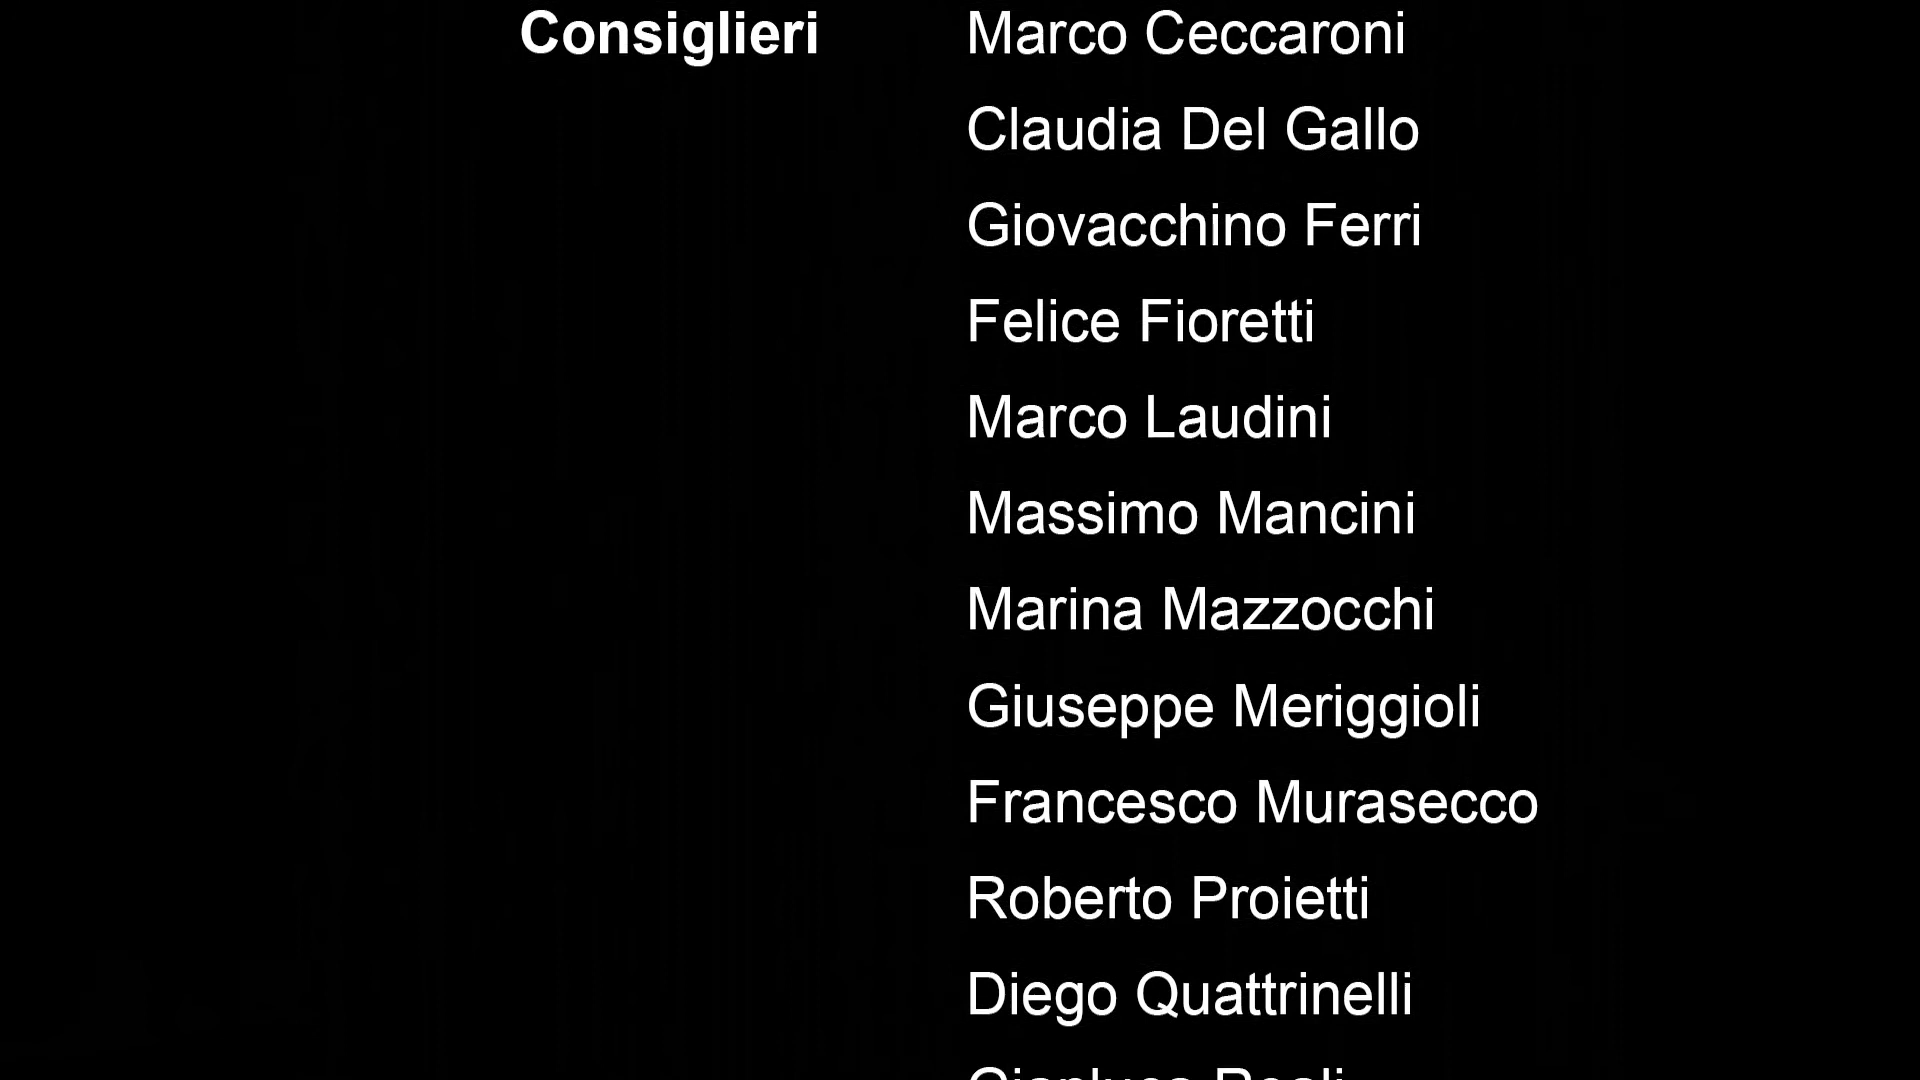 Consiglieri Marco Ceccaroni
Claudia Del Gallo
Giovacchino Ferri
Felice Fioretti
Marco Laudini
Massimo Mancini
Marina Mazzocchi
Giuseppe Meriggioli
Francesco Murasecco
Roberto Proietti
Diego Quattrinelli
Gianluca